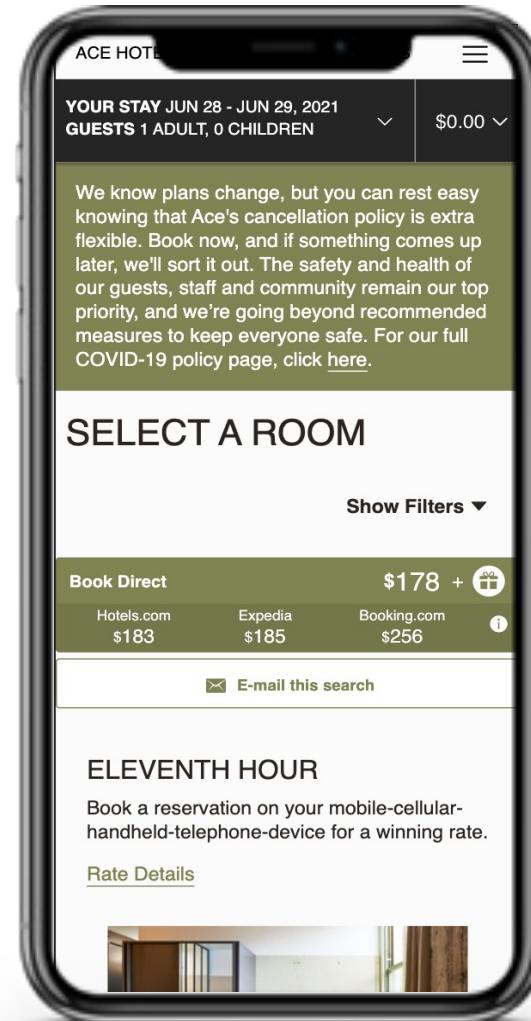 ACE HOTE
YOUR STAY JUN 28 - JUN 29, 2021
GUESTS 1 ADULT, 0 CHILDREN
$0.00
We know plans change, but you can rest easy
knowing that Ace's cancellation policy is extra
flexible. Book now, and if something comes up
later, we'll sort it out. The safety and health of
our guests, staff and community remain our top
priority, and we’re going beyond recommended
measures to keep everyone safe. For our full
COVID-19 policy page, click here.
SELECT A ROOM
Show Filters
Book Direct $178 +
Hotels.com Expedia Booking.com
$183 $185 $256
E-mail this search
ELEVENTH HOUR
Book a reservation on your mobile-cellular-
handheld-telephone-device for a winning rate.
Rate Details